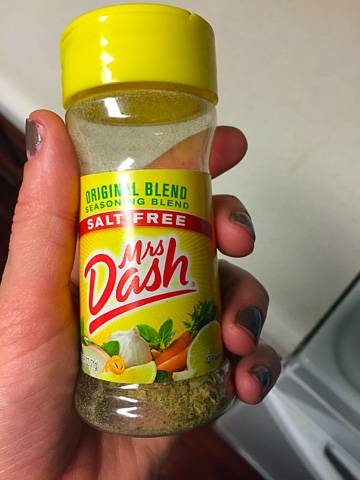 ORIGINAL BLEND
SEASONING BLEND
SALT-FREE
Mrs
Dash®